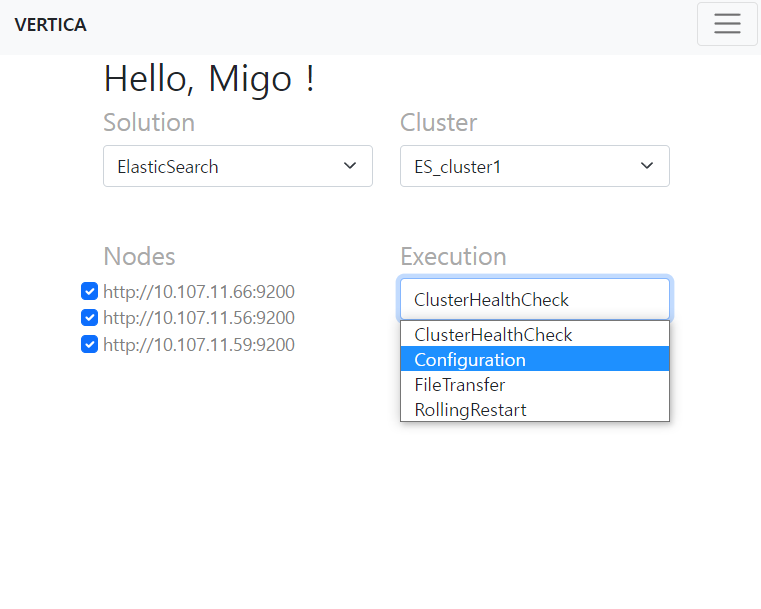 VERTICA
Hello, Migo !
Solution
Cluster
ElasticSearch
ES_cluster1
Nodes
Execution
http://10.107.11.66:9200
http://10.107.11.56:9200
http://10.107.11.59:9200
ClusterHealthCheck
ClusterHealthCheck
Configuration
FileTransfer
RollingRestart